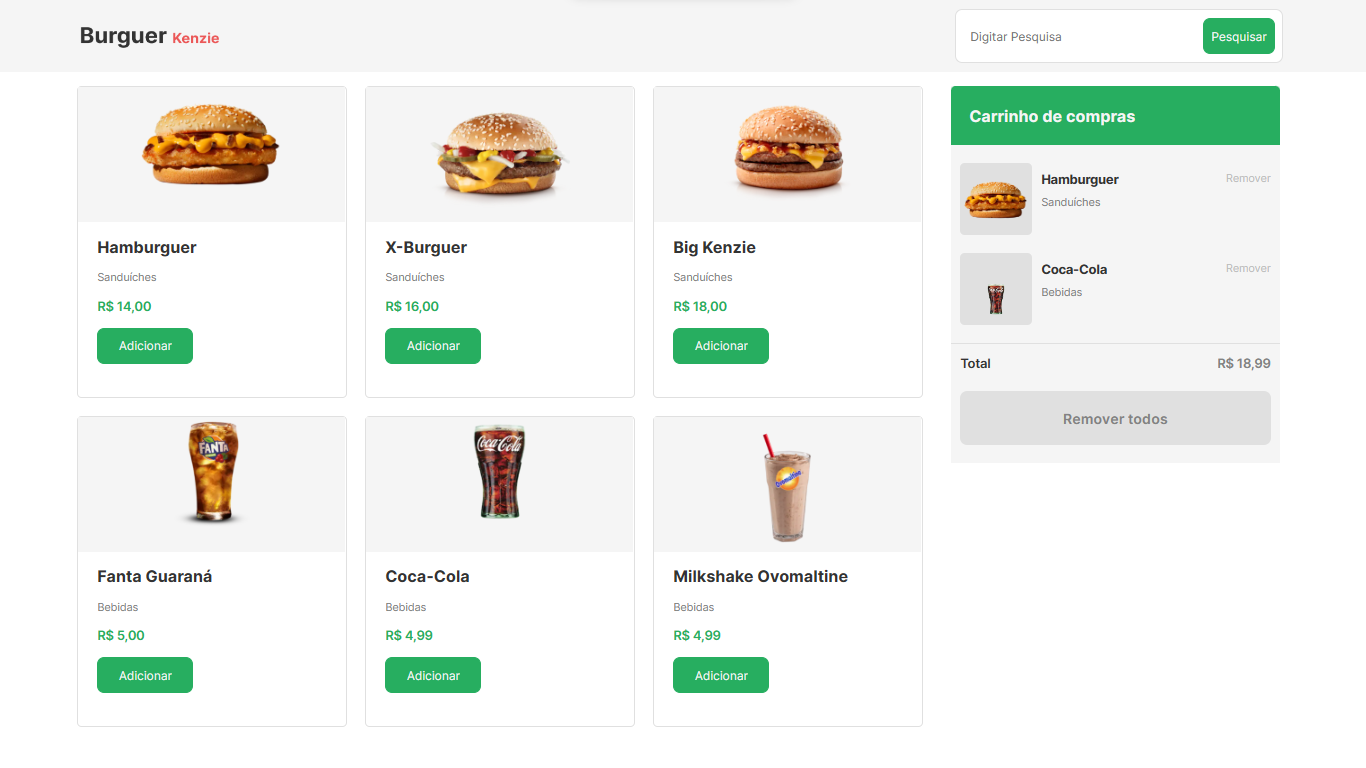 Burguer Kenzie
Digitar Pesquisa
Pesquisar
Hamburguer
Sanduíches
R$ 14,00
Adicionar
X-Burguer
Sanduíches
R$ 16,00
Adicionar
Big Kenzie
Sanduíches
R$ 18,00
Adicionar
FANTA
Fanta Guaraná
Bebidas
R$ 5,00
Adicionar
Coca-Cola
Coca-Cola
Bebidas
R$ 4,99
Adicionar
Ovomaltine
Milkshake Ovomaltine
Bebidas
R$ 4,99
Adicionar
Carrinho de compras
Hamburguer
Remover
Sanduíches
Coca-Cola
Remover
Bebidas
Total
R$ 18,99
Remover todos